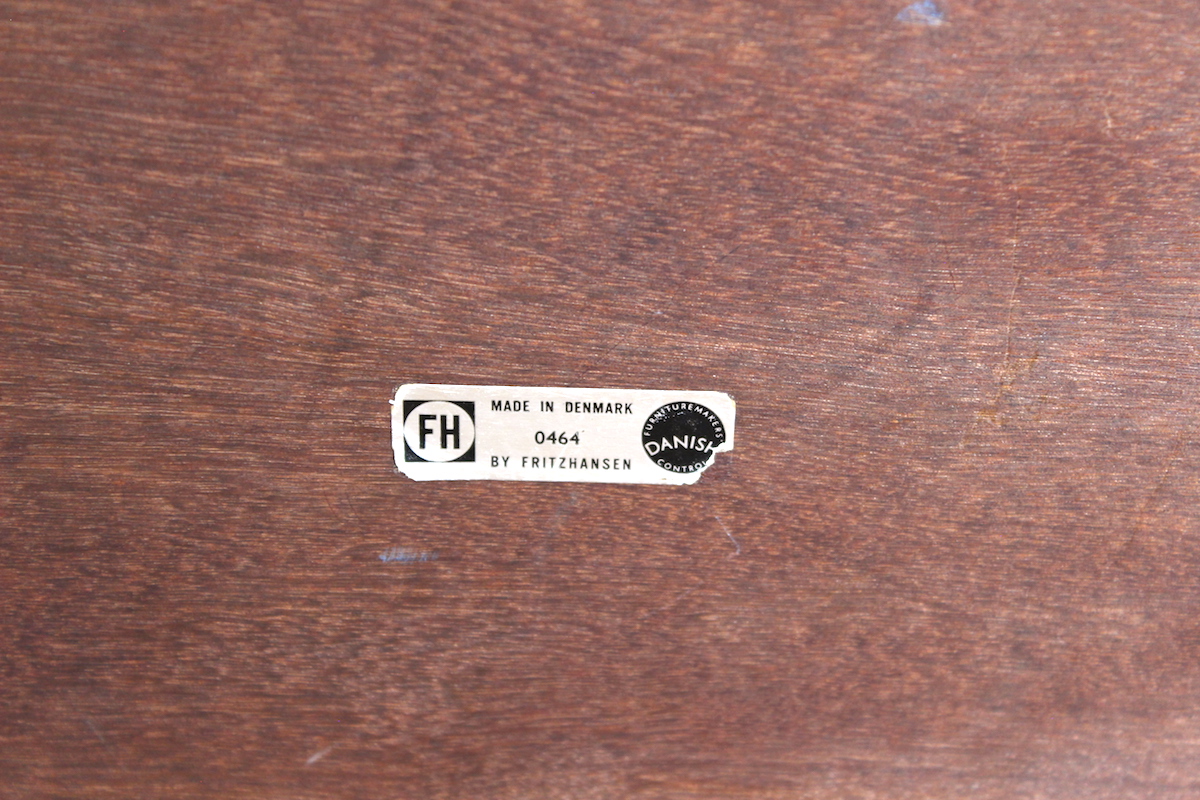 FH
MADE IN DENMARK
0464
BY FRITZHANSEN
FURNITUREMAKERS'
DANISH
CONTROL